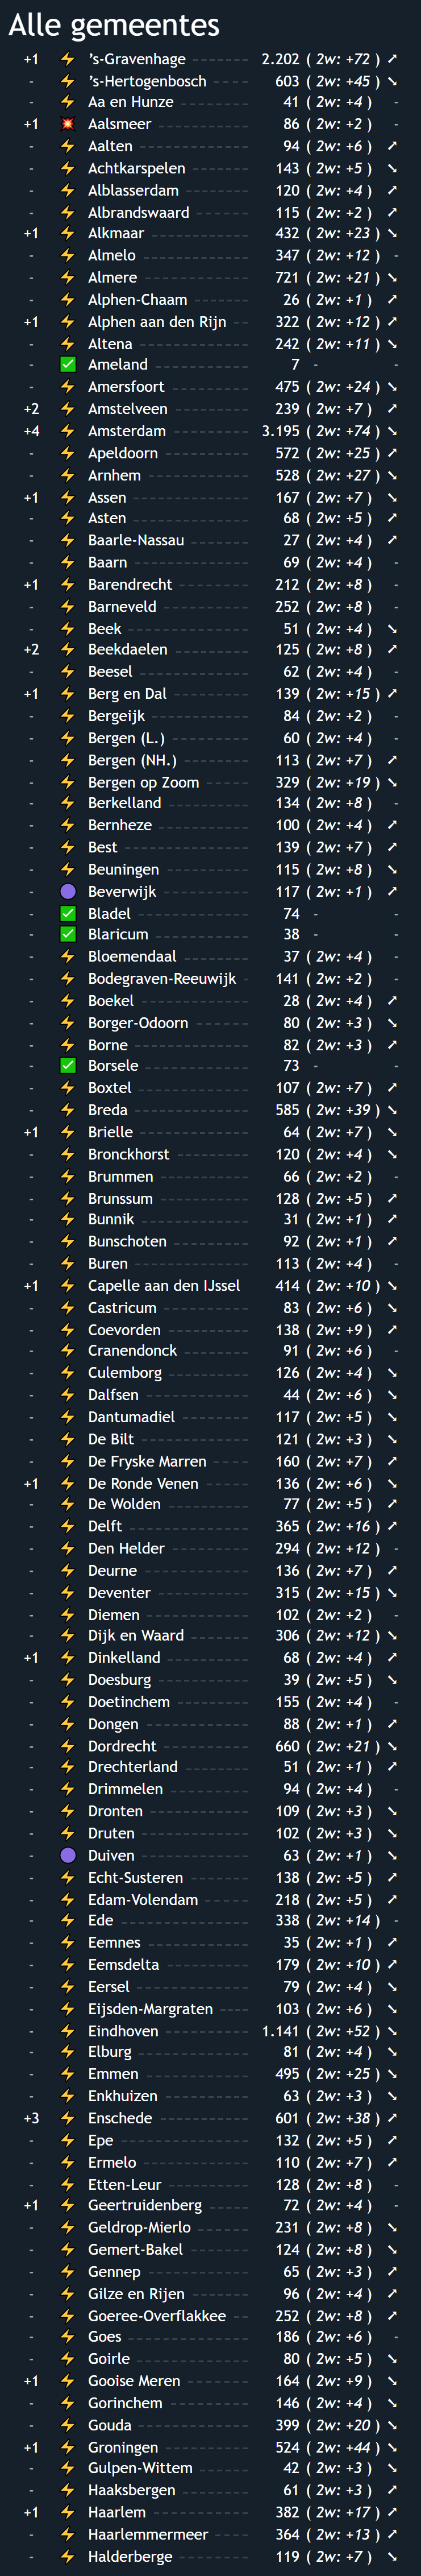 Alle gemeentes
+1 ⚡ ’s-Gravenhage ------- 2.202 ( 2w: +72 ) ➚
- ⚡ ’s-Hertogenbosch ----- 603 ( 2w: +45 ) ➘
- ⚡ Aa en Hunze --------- 41 ( 2w: +4 ) -
+1 💥 Aalsmeer ------------ 86 ( 2w: +2 ) -
- ⚡ Aalten --------------- 94 ( 2w: +6 ) ➚
- ⚡ Achtkarspelen ------- 143 ( 2w: +5 ) ➘
- ⚡ Alblasserdam -------- 120 ( 2w: +4 ) ➚
- ⚡ Albrandswaard ------- 115 ( 2w: +2 ) ➚
+1 ⚡ Alkmaar ------------- 432 ( 2w: +23 ) ➘
- ⚡ Almelo -------------- 347 ( 2w: +12 ) -
- ⚡ Almere -------------- 721 ( 2w: +21 ) ➘
- ⚡ Alphen-Chaam ------- 26 ( 2w: +1 ) ➚
+1 ⚡ Alphen aan den Rijn --- 322 ( 2w: +12 ) ➚
- ⚡ Altena --------------- 242 ( 2w: +11 ) ➘
- ✅ Ameland ------------- 7 - -
- ⚡ Amersfoort ---------- 475 ( 2w: +24 ) ➘
+2 ⚡ Amstelveen ---------- 239 ( 2w: +7 ) ➚
+4 ⚡ Amsterdam ---------- 3.195 ( 2w: +74 ) ➘
- ⚡ Apeldoorn ----------- 572 ( 2w: +25 ) ➚
- ⚡ Arnhem ------------- 528 ( 2w: +27 ) ➘
+1 ⚡ Assen --------------- 167 ( 2w: +7 ) ➘
- ⚡ Asten ---------------- 68 ( 2w: +5 ) ➚
- ⚡ Baarle-Nassau -------- 27 ( 2w: +4 ) ➚
- ⚡ Baarn --------------- 69 ( 2w: +4 ) -
+1 ⚡ Barendrecht --------- 212 ( 2w: +8 ) -
- ⚡ Barneveld ----------- 252 ( 2w: +8 ) -
- ⚡ Beek ---------------- 51 ( 2w: +4 ) ➘
+2 ⚡ Beekdaelen ---------- 125 ( 2w: +8 ) ➚
- ⚡ Beesel --------------- 62 ( 2w: +4 ) -
+1 ⚡ Berg en Dal ---------- 139 ( 2w: +15 ) ➚
- ⚡ Bergeijk ------------- 84 ( 2w: +2 ) -
- ⚡ Bergen (L.) ---------- 60 ( 2w: +4 ) -
- ⚡ Bergen (NH.) -------- 113 ( 2w: +7 ) ➚
- ⚡ Bergen op Zoom ------ 329 ( 2w: +19 ) ➘
- ⚡ Berkelland ----------- 134 ( 2w: +8 ) -
- ⚡ Bernheze ------------ 100 ( 2w: +4 ) ➚
- ⚡ Best ----------------- 139 ( 2w: +7 ) ➚
- ⚡ Beuningen ----------- 115 ( 2w: +8 ) ➘
- 🟣 Beverwijk ----------- 117 ( 2w: +1 ) ➚
- ✅ Bladel --------------- 74 - -
- ✅ Blaricum ------------ 38 - -
- ⚡ Bloemendaal -------- 37 ( 2w: +4 ) -
- ⚡ Bodegraven-Reeuwijk - 141 ( 2w: +2 ) -
- ⚡ Boekel -------------- 28 ( 2w: +4 ) ➚
- ⚡ Borger-Odoorn ------- 80 ( 2w: +3 ) ➘
- ⚡ Borne --------------- 82 ( 2w: +3 ) ➚
- ✅ Borsele -------------- 73 - -
- ⚡ Boxtel --------------- 107 ( 2w: +7 ) ➚
- ⚡ Breda --------------- 585 ( 2w: +39 ) ➘
+1 ⚡ Brielle --------------- 64 ( 2w: +7 ) ➘
- ⚡ Bronckhorst --------- 120 ( 2w: +4 ) ➘
- ⚡ Brummen ----------- 66 ( 2w: +2 ) -
- ⚡ Brunssum ----------- 128 ( 2w: +5 ) ➚
- ⚡ Bunnik -------------- 31 ( 2w: +1 ) ➚
- ⚡ Bunschoten ---------- 92 ( 2w: +1 ) ➚
- ⚡ Buren --------------- 113 ( 2w: +4 ) -
+1 ⚡ Capelle aan den IJssel 414 ( 2w: +10 ) ➘
- ⚡ Castricum ----------- 83 ( 2w: +6 ) ➘
- ⚡ Coevorden ---------- 138 ( 2w: +9 ) ➚
- ⚡ Cranendonck -------- 91 ( 2w: +6 ) -
- ⚡ Culemborg ---------- 126 ( 2w: +4 ) ➘
- ⚡ Dalfsen ------------- 44 ( 2w: +6 ) ➘
- ⚡ Dantumadiel -------- 117 ( 2w: +5 ) ➘
- ⚡ De Bilt -------------- 121 ( 2w: +3 ) ➘
- ⚡ De Fryske Marren ----- 160 ( 2w: +7 ) ➚
+1 ⚡ De Ronde Venen ------ 136 ( 2w: +6 ) ➘
- ⚡ De Wolden ---------- 77 ( 2w: +5 ) ➚
- ⚡ Delft ---------------- 365 ( 2w: +16 ) ➚
- ⚡ Den Helder ---------- 294 ( 2w: +12 ) -
- ⚡ Deurne -------------- 136 ( 2w: +7 ) ➚
- ⚡ Deventer ------------ 315 ( 2w: +15 ) ➘
- ⚡ Diemen ------------- 102 ( 2w: +2 ) -
- ⚡ Dijk en Waard -------- 306 ( 2w: +12 ) ➘
+1 ⚡ Dinkelland ----------- 68 ( 2w: +4 ) ➚
- ⚡ Doesburg ------------ 39 ( 2w: +5 ) ➘
- ⚡ Doetinchem --------- 155 ( 2w: +4 ) -
- ⚡ Dongen ------------- 88 ( 2w: +1 ) ➚
- ⚡ Dordrecht ----------- 660 ( 2w: +21 ) ➘
- ⚡ Drechterland --------- 51 ( 2w: +1 ) ➚
- ⚡ Drimmelen ---------- 94 ( 2w: +4 ) -
- ⚡ Dronten ------------- 109 ( 2w: +3 ) ➘
- ⚡ Druten -------------- 102 ( 2w: +3 ) ➘
- 🟣 Duiven -------------- 63 ( 2w: +1 ) ➘
- ⚡ Echt-Susteren -------- 138 ( 2w: +5 ) ➚
- ⚡ Edam-Volendam ----- 218 ( 2w: +5 ) ➚
- ⚡ Ede ----------------- 338 ( 2w: +14 ) -
- ⚡ Eemnes ------------- 35 ( 2w: +1 ) ➚
- ⚡ Eemsdelta ----------- 179 ( 2w: +10 ) ➚
- ⚡ Eersel --------------- 79 ( 2w: +4 ) ➘
- ⚡ Eijsden-Margraten ---- 103 ( 2w: +6 ) ➘
- ⚡ Eindhoven ----------- 1.141 ( 2w: +52 ) ➘
- ⚡ Elburg --------------- 81 ( 2w: +4 ) ➘
- ⚡ Emmen ------------- 495 ( 2w: +25 ) ➘
- ⚡ Enkhuizen ----------- 63 ( 2w: +3 ) ➘
+3 ⚡ Enschede ------------ 601 ( 2w: +38 ) ➚
- ⚡ Epe ----------------- 132 ( 2w: +5 ) ➚
- ⚡ Ermelo -------------- 110 ( 2w: +7 ) ➚
- ⚡ Etten-Leur ----------- 128 ( 2w: +8 ) -
+1 ⚡ Geertruidenberg ------ 72 ( 2w: +4 ) -
- ⚡ Geldrop-Mierlo ------- 231 ( 2w: +8 ) ➘
- ⚡ Gemert-Bakel -------- 124 ( 2w: +8 ) ➘
- ⚡ Gennep ------------- 65 ( 2w: +3 ) ➚
- ⚡ Gilze en Rijen -------- 96 ( 2w: +4 ) ➚
- ⚡ Goeree-Overflakkee -- 252 ( 2w: +8 ) ➚
- ⚡ Goes ---------------- 186 ( 2w: +6 ) -
- ⚡ Goirle --------------- 80 ( 2w: +5 ) ➘
+1 ⚡ Gooise Meren -------- 164 ( 2w: +9 ) ➘
- ⚡ Gorinchem ---------- 146 ( 2w: +4 ) ➘
- ⚡ Gouda --------------- 399 ( 2w: +20 ) ➘
+1 ⚡ Groningen ----------- 524 ( 2w: +44 ) ➘
- ⚡ Gulpen-Wittem ------ 42 ( 2w: +3 ) ➘
- ⚡ Haaksbergen -------- 61 ( 2w: +3 ) ➚
+1 ⚡ Haarlem ------------- 382 ( 2w: +17 ) ➚
- ⚡ Haarlemmermeer ---- 364 ( 2w: +13 ) ➚
- ⚡ Halderberge --------- 119 ( 2w: +7 ) ➘